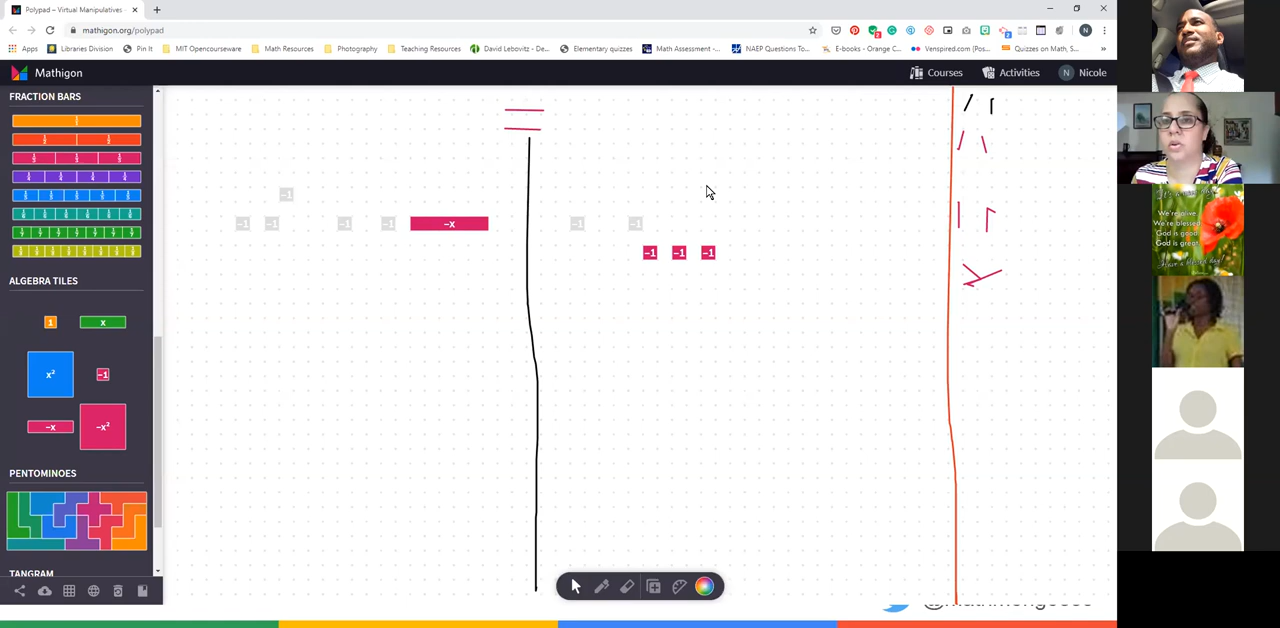 Polypad – Virtual Manipulatives
mathigon.org/polypad
Apps
Libraries Division
Pin It
MIT Opencourseware
Math Resources
Photography
Teaching Resources
David Lebovitz - De...
Elementary quizzes
Math Assessment -...
NAEP Questions To...
E-books - Orange C...
Venspired.com (Pos...
Quizzes on Math, S...
»
Mathigon
Courses
Activities
N
Nicole
FRACTION BARS
ALGEBRA TILES
1
x
x²
-1
-x
-x²
PENTOMINOES
TANGRAM
-1
-1 -1 -1 -1 -x -1 -1
-1 -1 -1
We're alive.
We're blessed.
God is good.
God is great.
Have a blessed day!